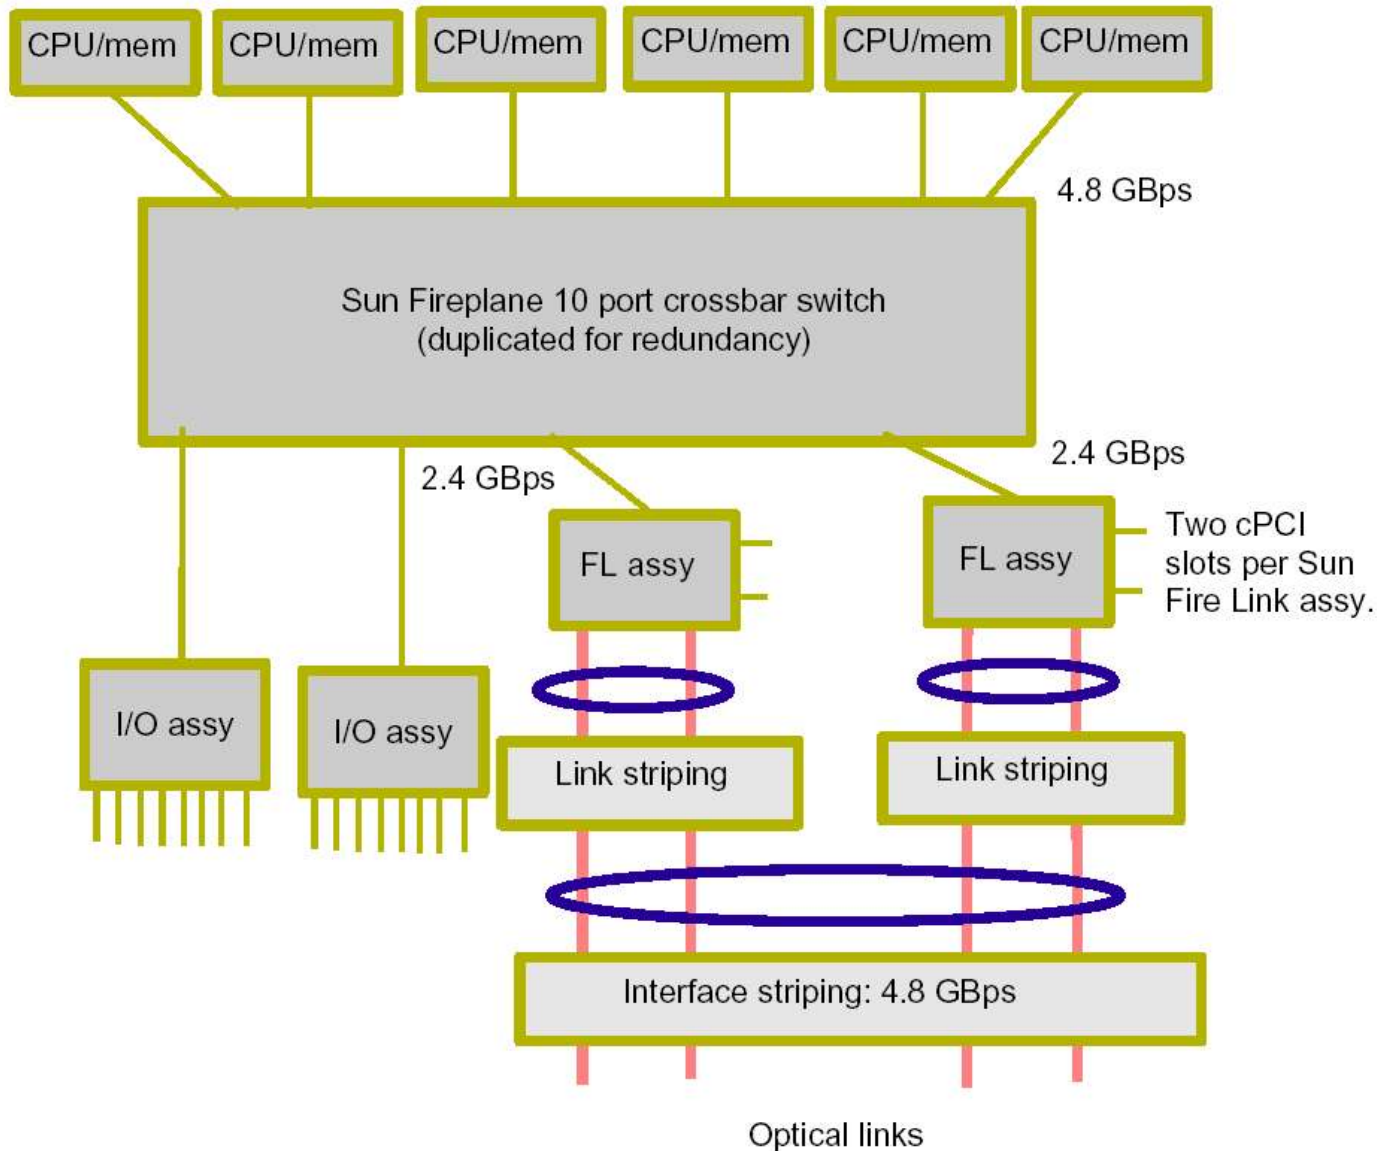 CPU/mem
CPU/mem
CPU/mem
CPU/mem
CPU/mem
CPU/mem
4.8 GBps
Sun Fireplane 10 port crossbar switch
(duplicated for redundancy)
2.4 GBps
2.4 GBps
FL assy
FL assy
Two cPCI
slots per Sun
Fire Link assy.
I/O assy
I/O assy
Link striping
Link striping
Interface striping: 4.8 GBps
Optical links